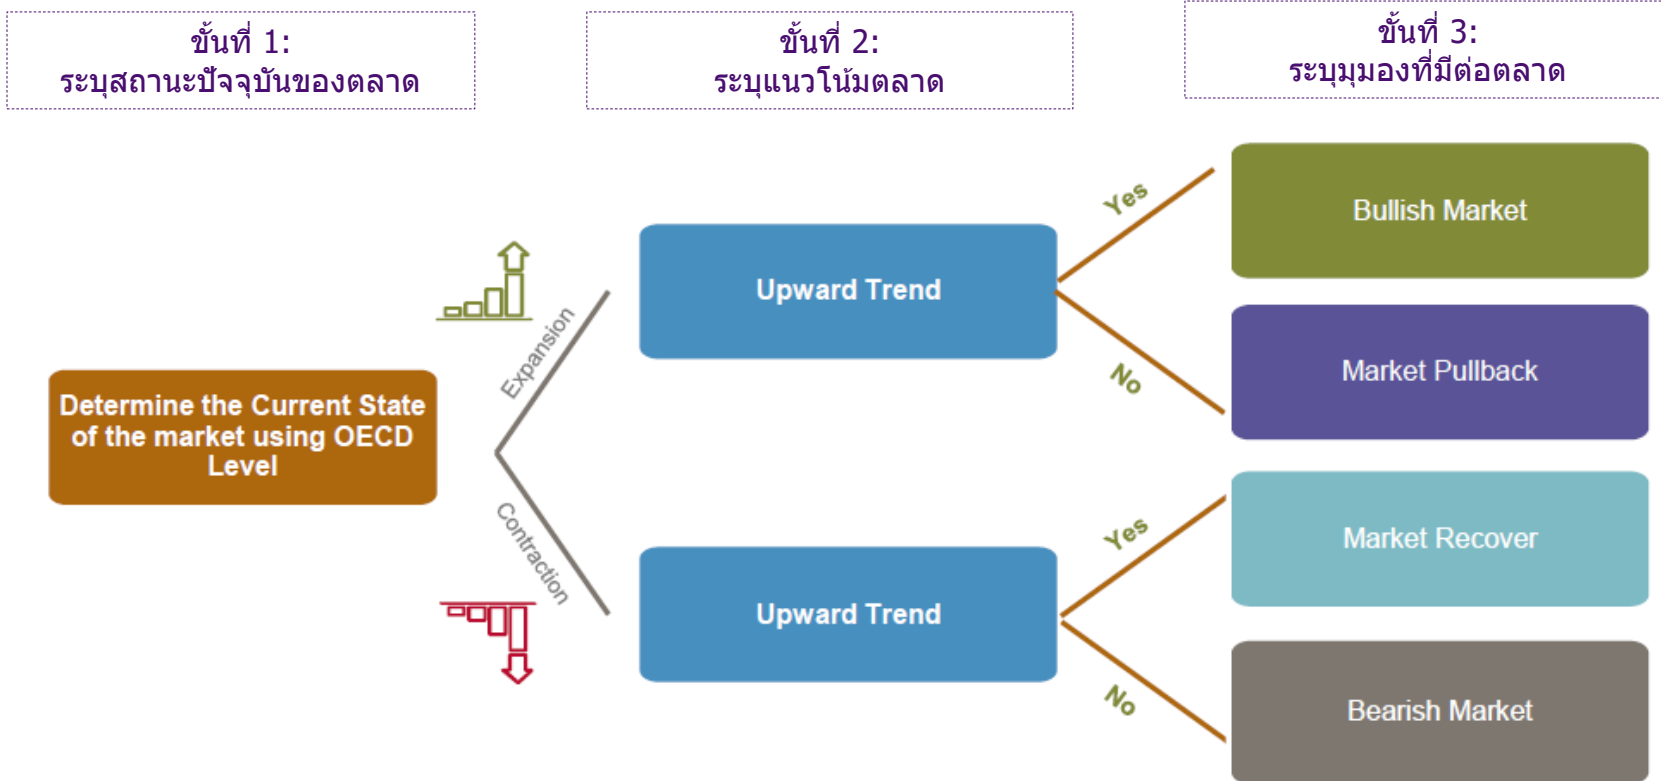 ขั้นที่ 1:
ระบุสถานะปัจจุบันของตลาด
ขั้นที่ 2:
ระบุแนวโน้มตลาด
ขั้นที่ 3:
ระบุมุมองที่มีต่อตลาด
Determine the Current State
of the market using OECD
Level
Expansion
Contraction
Upward Trend
Upward Trend
Yes
No
Yes
No
Bullish Market
Market Pullback
Market Recover
Bearish Market